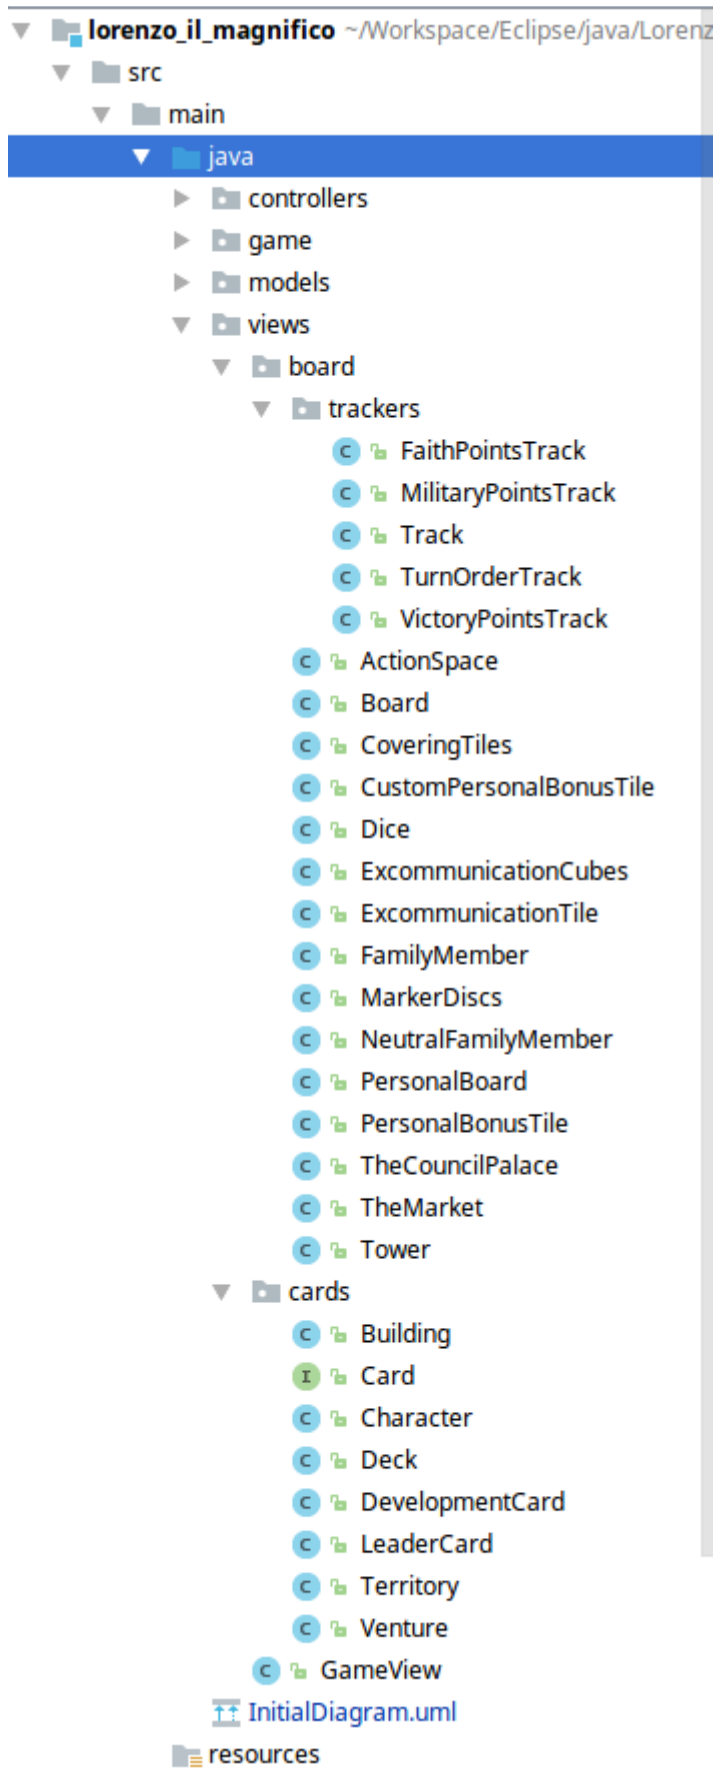 lorenzo_il_magnifico ~/Workspace/Eclipse/java/Lorenz
src
main
java
controllers
game
models
views
board
trackers
C FaithPointsTrack
C MilitaryPointsTrack
C Track
C TurnOrderTrack
C VictoryPointsTrack
C ActionSpace
C Board
C CoveringTiles
C CustomPersonalBonusTile
C Dice
C ExcommunicationCubes
C ExcommunicationTile
C FamilyMember
C MarkerDiscs
C NeutralFamilyMember
C PersonalBoard
C PersonalBonusTile
C TheCouncilPalace
C TheMarket
C Tower
cards
C Building
I Card
C Character
C Deck
C DevelopmentCard
C LeaderCard
C Territory
C Venture
C GameView
InitialDiagram.uml
resources